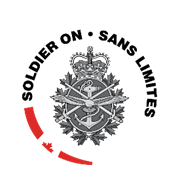 SOLDIER ON • SANS LIMITES